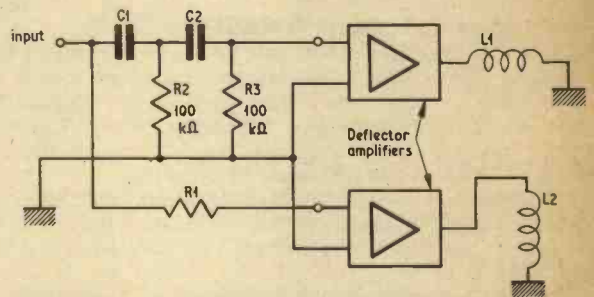 C1
C2
input
L1
R2
100
kΩ
R3
100
kΩ
Deflector
amplifiers
R1
L2